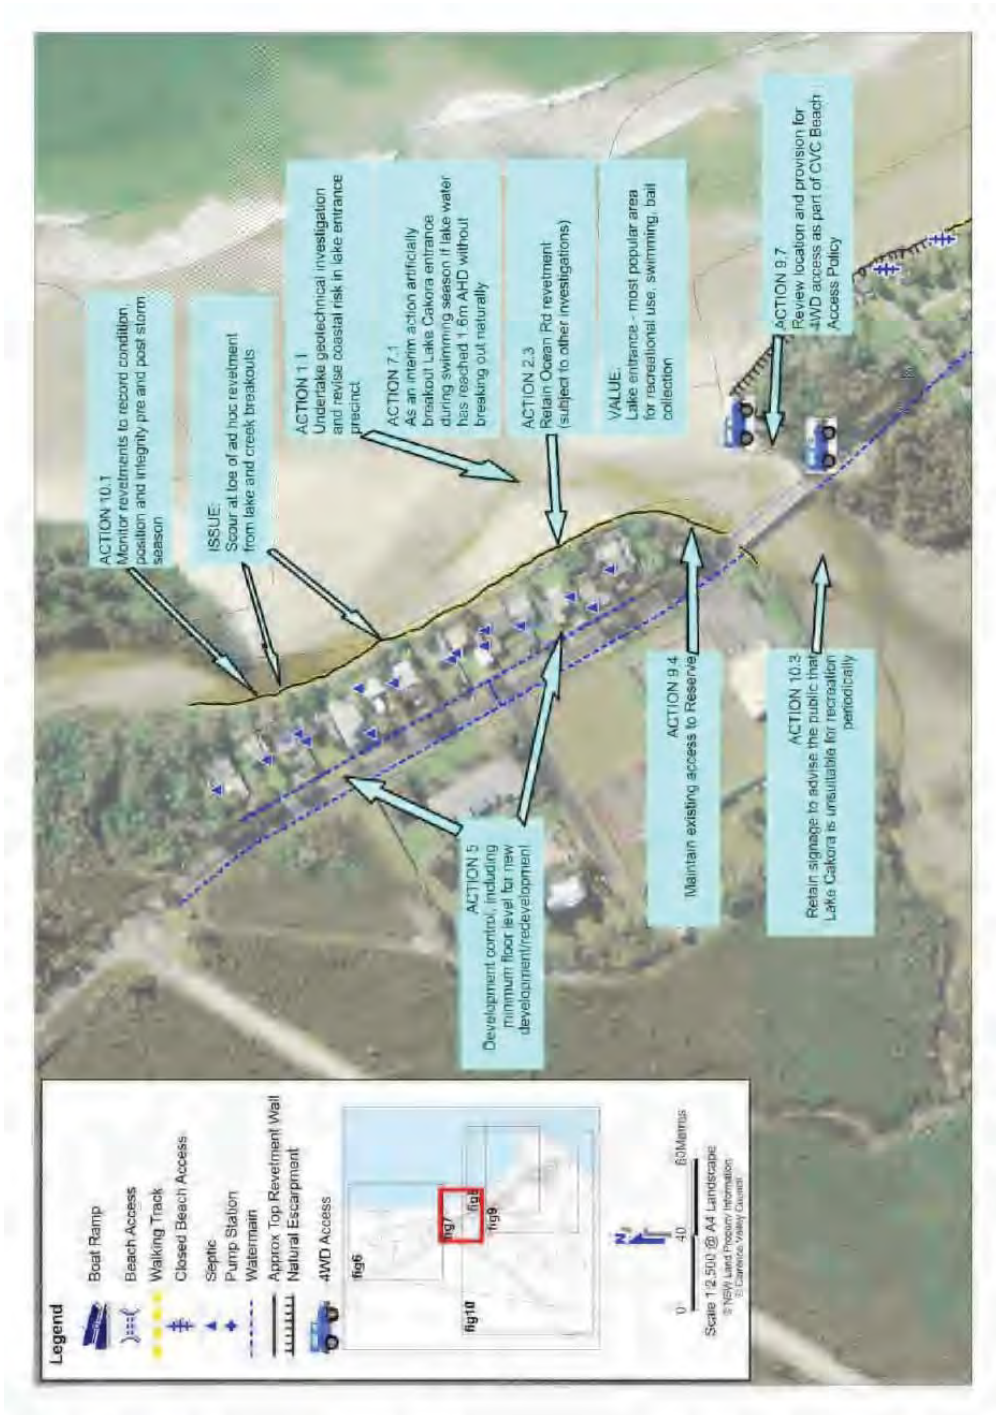 ACTION 10.1
Monitor revetments to record condition
position and integrity pre and post storm
season
ISSUE:
Scour at toe of ad hoc revetment
from lake and creek breakouts
ACTION 1.1
Undertake geotechnical investigation
and revise coastal risk in lake entrance
precinct
ACTION 7.1
As an interim action artificially
breakout Lake Cakora entrance
during swimming season if lake water
has reached 1.6m AHD without
breaking out naturally
ACTION 2.3
Retain Ocean Rd revetment
(subject to other investigations)
VALUE:
Lake entrance - most popular area
for recreational use, swimming, bait
collection
ACTION 9.7
Review location and provision for
4WD access as part of CVC Beach
Access Policy
ACTION 5
Development control, including
minimum floor level for new
development/redevelopment
ACTION 9.4
Maintain existing access to Reserve
ACTION 10.3
Retain signage to advise the public that
Lake Cakora is unsuitable for recreation
periodically
Legend
Boat Ramp
Beach Access
Walking Track
Closed Beach Access
Septic
Pump Station
Watermain
Approx Top Revetment Wall
Natural Escarpment
4WD Access
fig6
fig7
fig8
fig9
fig10
N
0 40 80Metres
Scale 1:2,500 @ A4 Landscape
© NSW Land Property Information
© Clarence Valley Council